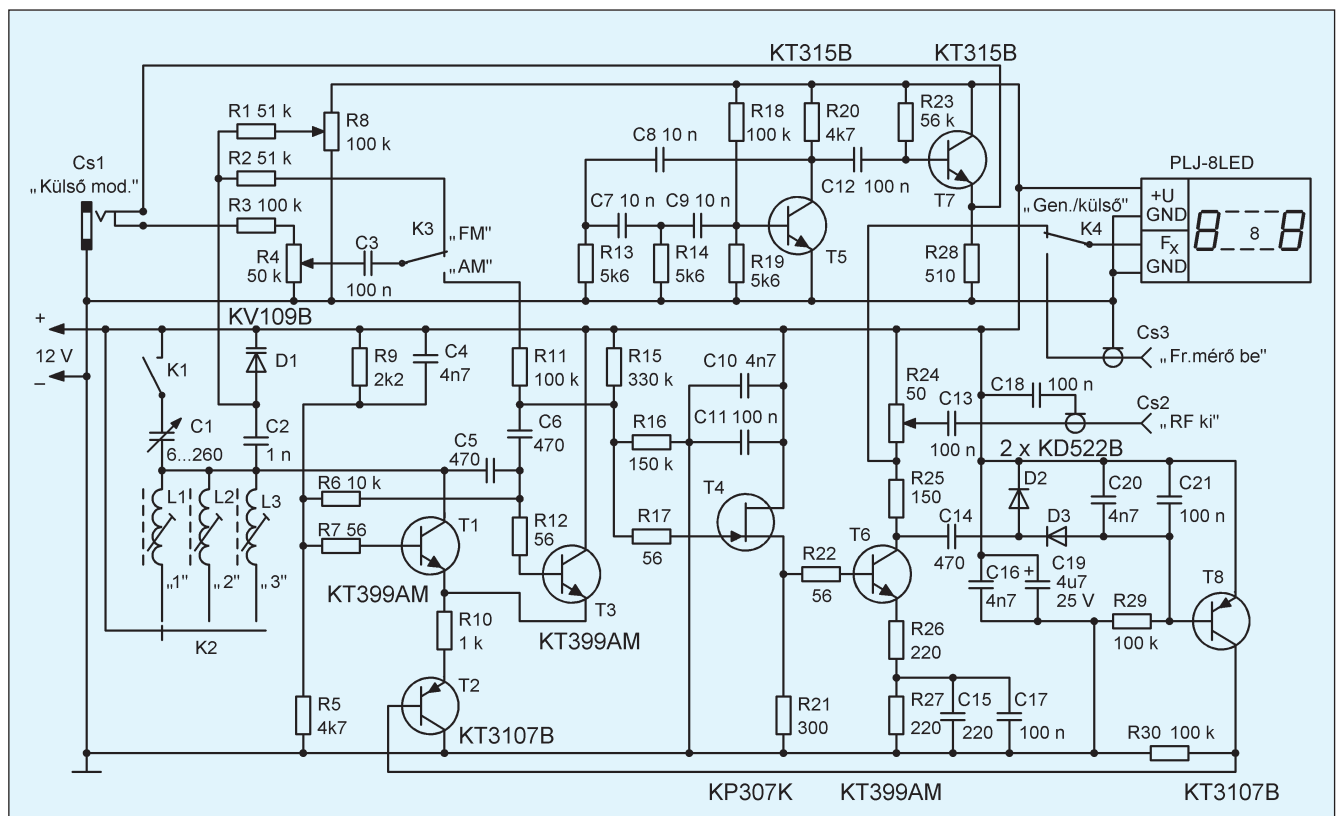 KT315B
KT315B
R1 51 k
R8
100 k
R18
100 k
R20
4k7
R23
56 k
C8 10 n
Cs1
„Külső mod."
R2 51 k
C12 100 n
T7
PLJ-8LED
+U
GND
Fx
GND
8
R3 100 k
C7 10 n
C9 10 n
„Gen./külső"
K4
K3
„FM"
„AM"
R4
50 k
C3
100 n
R13
5k6
R14
5k6
R19
5k6
T5
R28
510
KV109B
+
12 V
–
K1
D1
R9
2k2
C4
4n7
R11
100 k
R15
330 k
C10 4n7
Cs3
„Fr.mérő be"
R24
50
C13
100 n
C18
100 n
Cs2
„RF ki"
C1
6...260
C2
1 n
C5
470
C6
470
R16
150 k
C11 100 n
2 x KD522B
L1
L2
L3
R6 10 k
R7 56
T1
R12
56
R17
56
T4
R25
150
D2
C20
4n7
C21
100 n
C14
470
D3
T6
R22
56
„1"
„2"
„3"
KT399AM
T3
C16
4n7
+
C19
4u7
25 V
T8
R29
100 k
K2
R10
1 k
KT399AM
R26
220
T2
R5
4k7
KT3107B
R21
300
R27
220
C15
220
C17
100 n
R30 100 k
KP307K
KT399AM
KT3107B